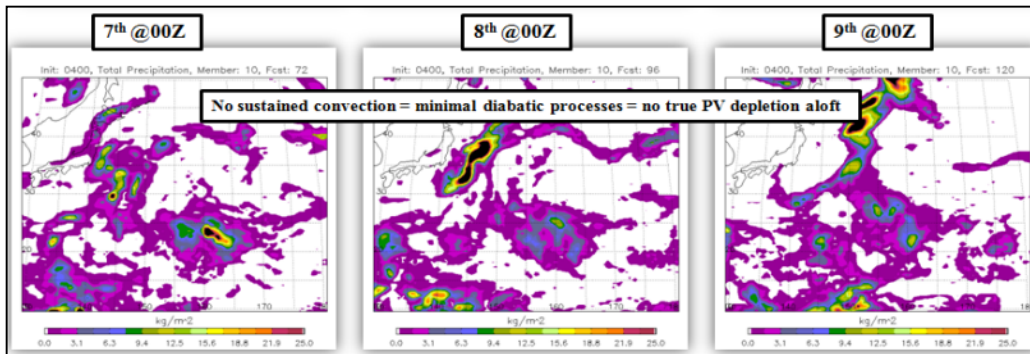 7th @00Z
8th @00Z
9th @00Z
Init: 0400, Total Precipitation, Member: 10, Fcst: 72
Init: 0400, Total Precipitation, Member: 10, Fcst: 96
Init: 0400, Total Precipitation, Member: 10, Fcst: 120
No sustained convection = minimal diabatic processes = no true PV depletion aloft
170
160
170
kg/m^2
kg/m^2
kg/m^2
0.0 3.1 6.3 9.4 12.5 15.6 18.8 21.9 25.0
0.0 3.1 6.3 9.4 12.5 15.6 18.8 21.9 25.0
0.0 3.1 6.3 9.4 12.5 15.6 18.8 21.9 25.0